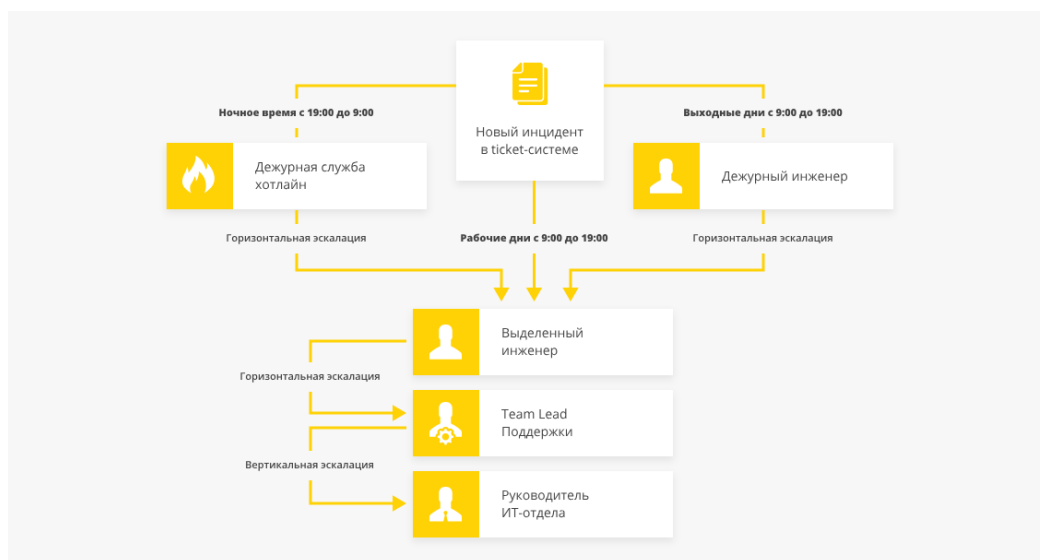 Новый инцидент
в ticket-системе
Ночное время с 19:00 до 9:00
Выходные дни с 9:00 до 19:00
Дежурная служба
хотлайн
Дежурный инженер
Горизонтальная эскалация
Рабочие дни с 9:00 до 19:00
Горизонтальная эскалация
Выделенный
инженер
Горизонтальная эскалация
Team Lead
Поддержки
Вертикальная эскалация
Руководитель
ИТ-отдела